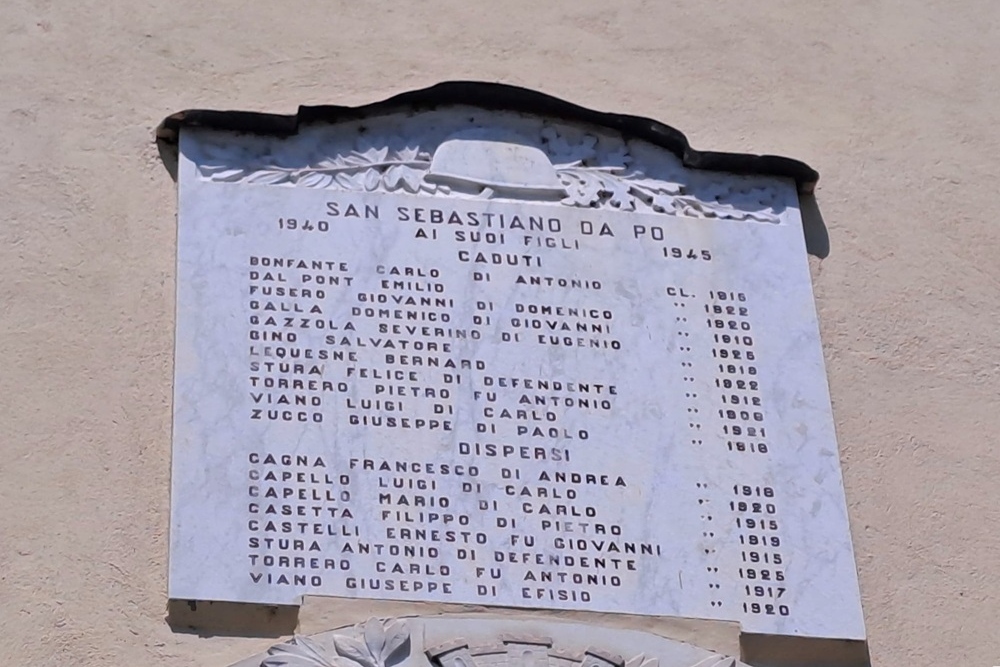 SAN SEBASTIANO DA PO
1940 AI SUOI FIGLI 1945
CADUTI
BONFANTE CARLO DI ANTONIO CL. 1915
DAL PONT EMILIO " 1922
FUSERO GIOVANNI DI DOMENICO " 1920
GALLA DOMENICO DI GIOVANNI " 1910
GAZZOLA SEVERINO DI EUGENIO " 1925
GINO SALVATORE " 1918
LEQUESNE BERNARD " 1922
STURA FELICE DI DEFENDENTE " 1912
TORRERO PIETRO FU ANTONIO " 1908
VIANO LUIGI DI CARLO " 1921
ZUCCO GIUSEPPE DI PAOLO " 1918
DISPERSI
CAGNA FRANCESCO DI ANDREA " 1918
CAPELLO LUIGI DI CARLO " 1920
CAPELLO MARIO DI CARLO " 1915
CASETTA FILIPPO DI PIETRO " 1919
CASTELLI ERNESTO FU GIOVANNI " 1915
STURA ANTONIO DI DEFENDENTE " 1925
TORRERO CARLO FU ANTONIO " 1917
VIANO GIUSEPPE DI EFISIO " 1920